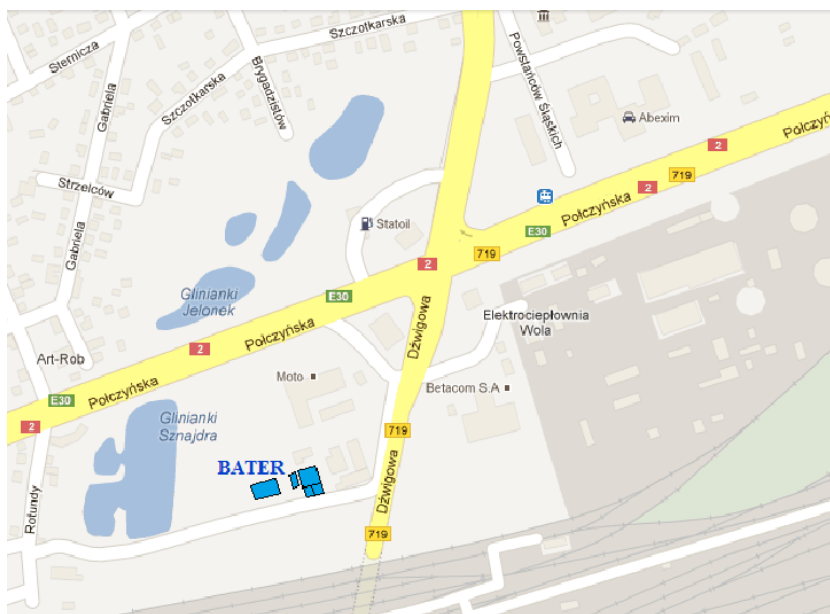 Szczotkarska
Sternicza
Gabriela
Szczotkarska
Brygadzistów
Powstańców Śląskich
Abexim
2
Połczyńska
719
2
Strzelców
2
Połczyńska
E30
Statoil
719
2
Gabriela
Glinianki
Jelonek
E30
Połczyńska
Dźwigowa
Elektrociepłownia
Wola
2
Art-Rob
Moto
Betacom S.A
Połczyńska
E30
2
Glinianki
Sznajdra
719
BATER
Dźwigowa
Rotundy
719